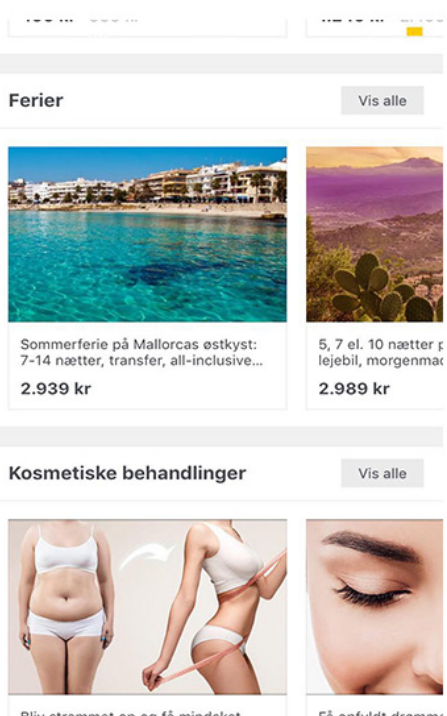 Ferier
Vis alle
Sommerferie på Mallorcas østkyst:
7-14 nætter, transfer, all-inclusive...
2.939 kr
5, 7 el. 10 nætter
lejebil,
2.989 kr
Kosmetiske behandlinger
Vis alle